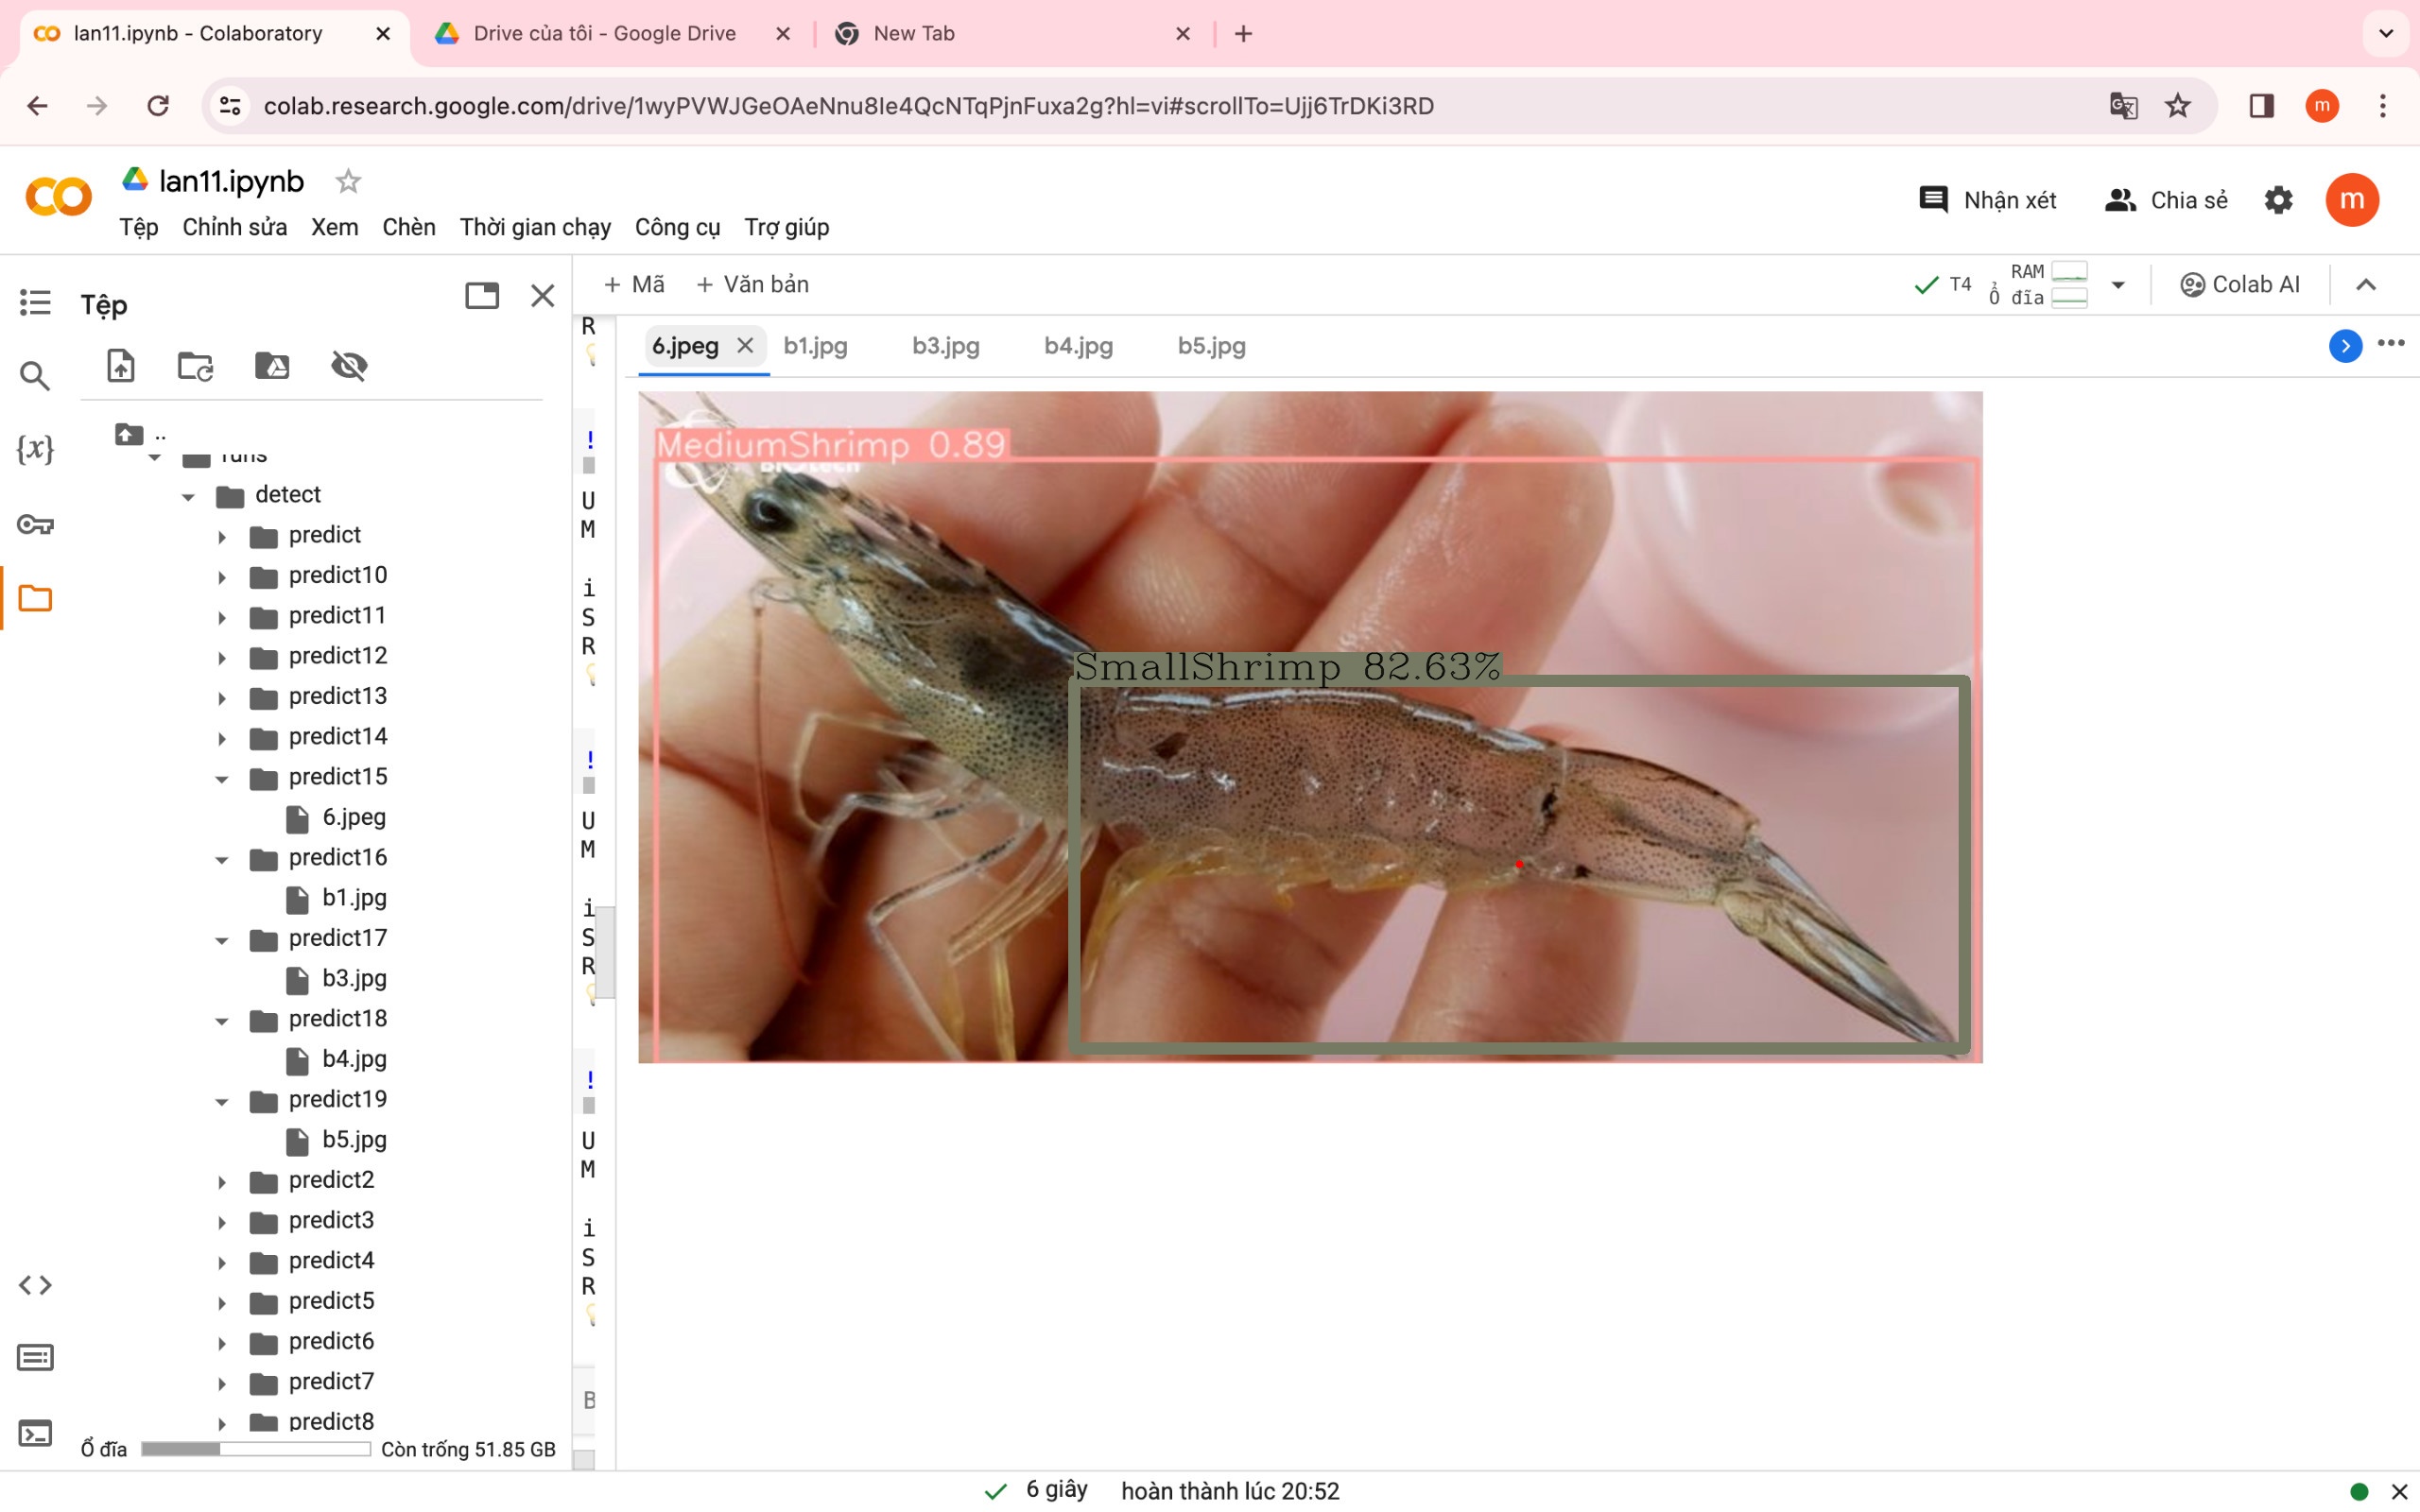 lan11.ipynb - Colaboratory
Drive của tôi - Google Drive
New Tab
colab.research.google.com/drive/1wyPVWJGeOAeNnu8Ie4QcNTqPjnFuxa2g?hl=vi#scrollTo=Ujj6TrDKi3RD
m
lan11.ipynb
Tệp Chỉnh sửa Xem Chèn Thời gian chạy Công cụ Trợ giúp
Nhận xét
Chia sẻ
m
Tệp
+ Mã + Văn bản
T4
RAM
Ổ đĩa
Colab AI
6.jpeg b1.jpg b3.jpg b4.jpg b5.jpg
{x}
..
runs
detect
predict
predict10
predict11
predict12
predict13
predict14
predict15
6.jpeg
predict16
b1.jpg
predict17
b3.jpg
predict18
b4.jpg
predict19
b5.jpg
predict2
predict3
predict4
predict5
predict6
predict7
predict8
Ổ đĩa
Còn trống 51.85 GB
R
!
U
M
i
S
R
!
U
M
i
S
R
!
U
M
i
S
R
B
MediumShrimp 0.89
SmallShrimp 82.63%
6 giây hoàn thành lúc 20:52